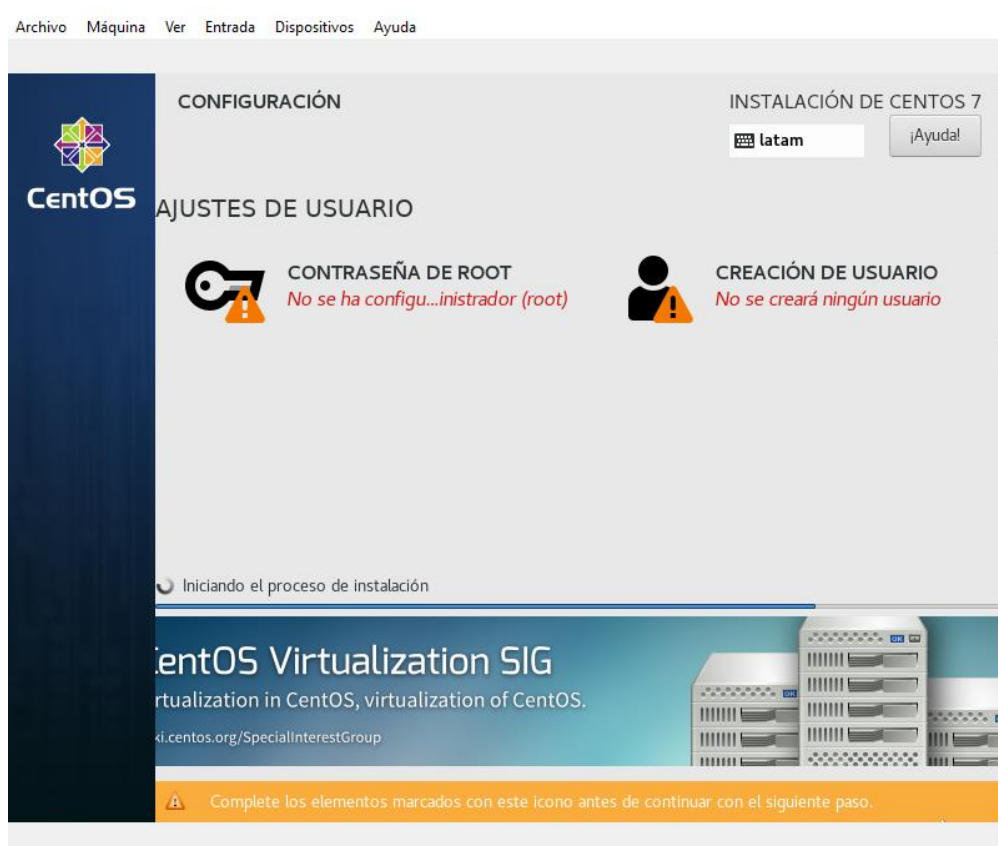 Archivo Máquina Ver Entrada Dispositivos Ayuda
CONFIGURACIÓN
INSTALACIÓN DE CENTOS 7
latam
¡Ayuda!
CentOS
AJUSTES DE USUARIO
CONTRASEÑA DE ROOT
No se ha configu...inistrador (root)
CREACIÓN DE USUARIO
No se creará ningún usuario
Iniciando el proceso de instalación
entOS Virtualization SIG
rtualization in CentOS, virtualization of CentOS.
ki.centos.org/SpecialInterestGroup
OK
OK
Complete los elementos marcados con este icono antes de continuar con el siguiente paso.